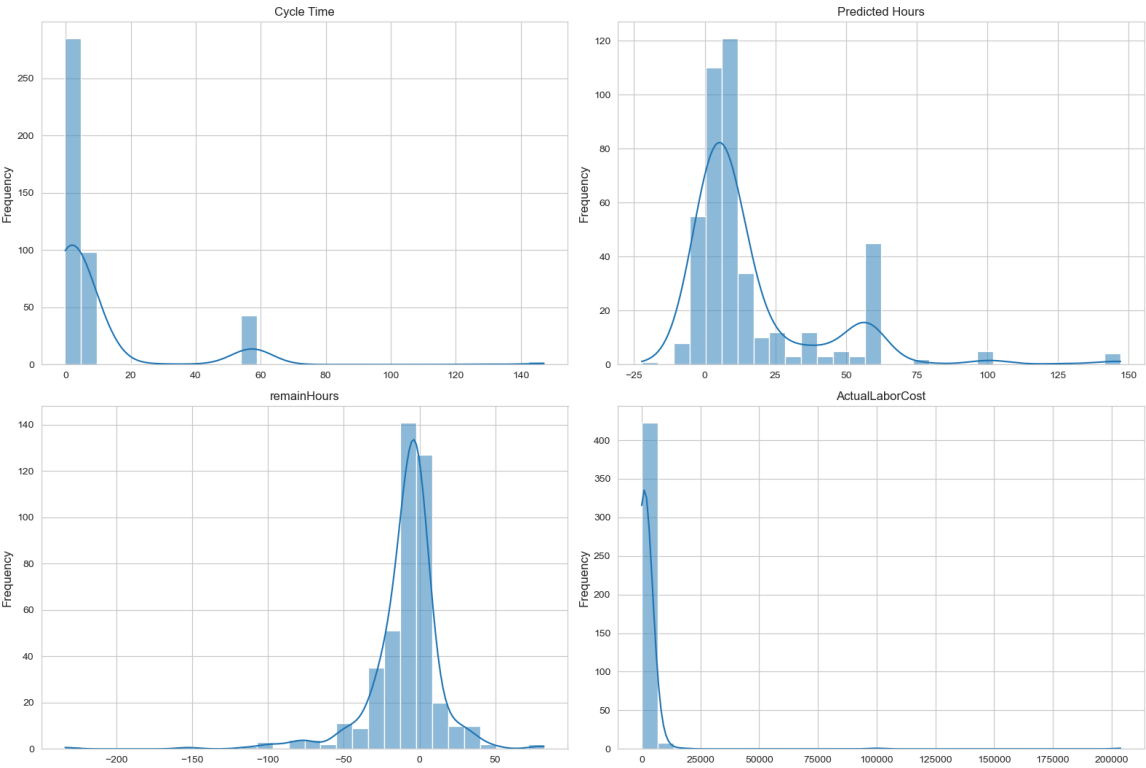 Cycle Time
Frequency
250
200
150
100
50
0
0 20 40 60 80 100 120 140
Predicted Hours
Frequency
120
100
80
60
40
20
0
−25 0 25 50 75 100 125 150
remainHours
Frequency
140
120
100
80
60
40
20
0
−200 −150 −100 −50 0 50
ActualLaborCost
Frequency
400
350
300
250
200
150
100
50
0
0 25000 50000 75000 100000 125000 150000 175000 200000